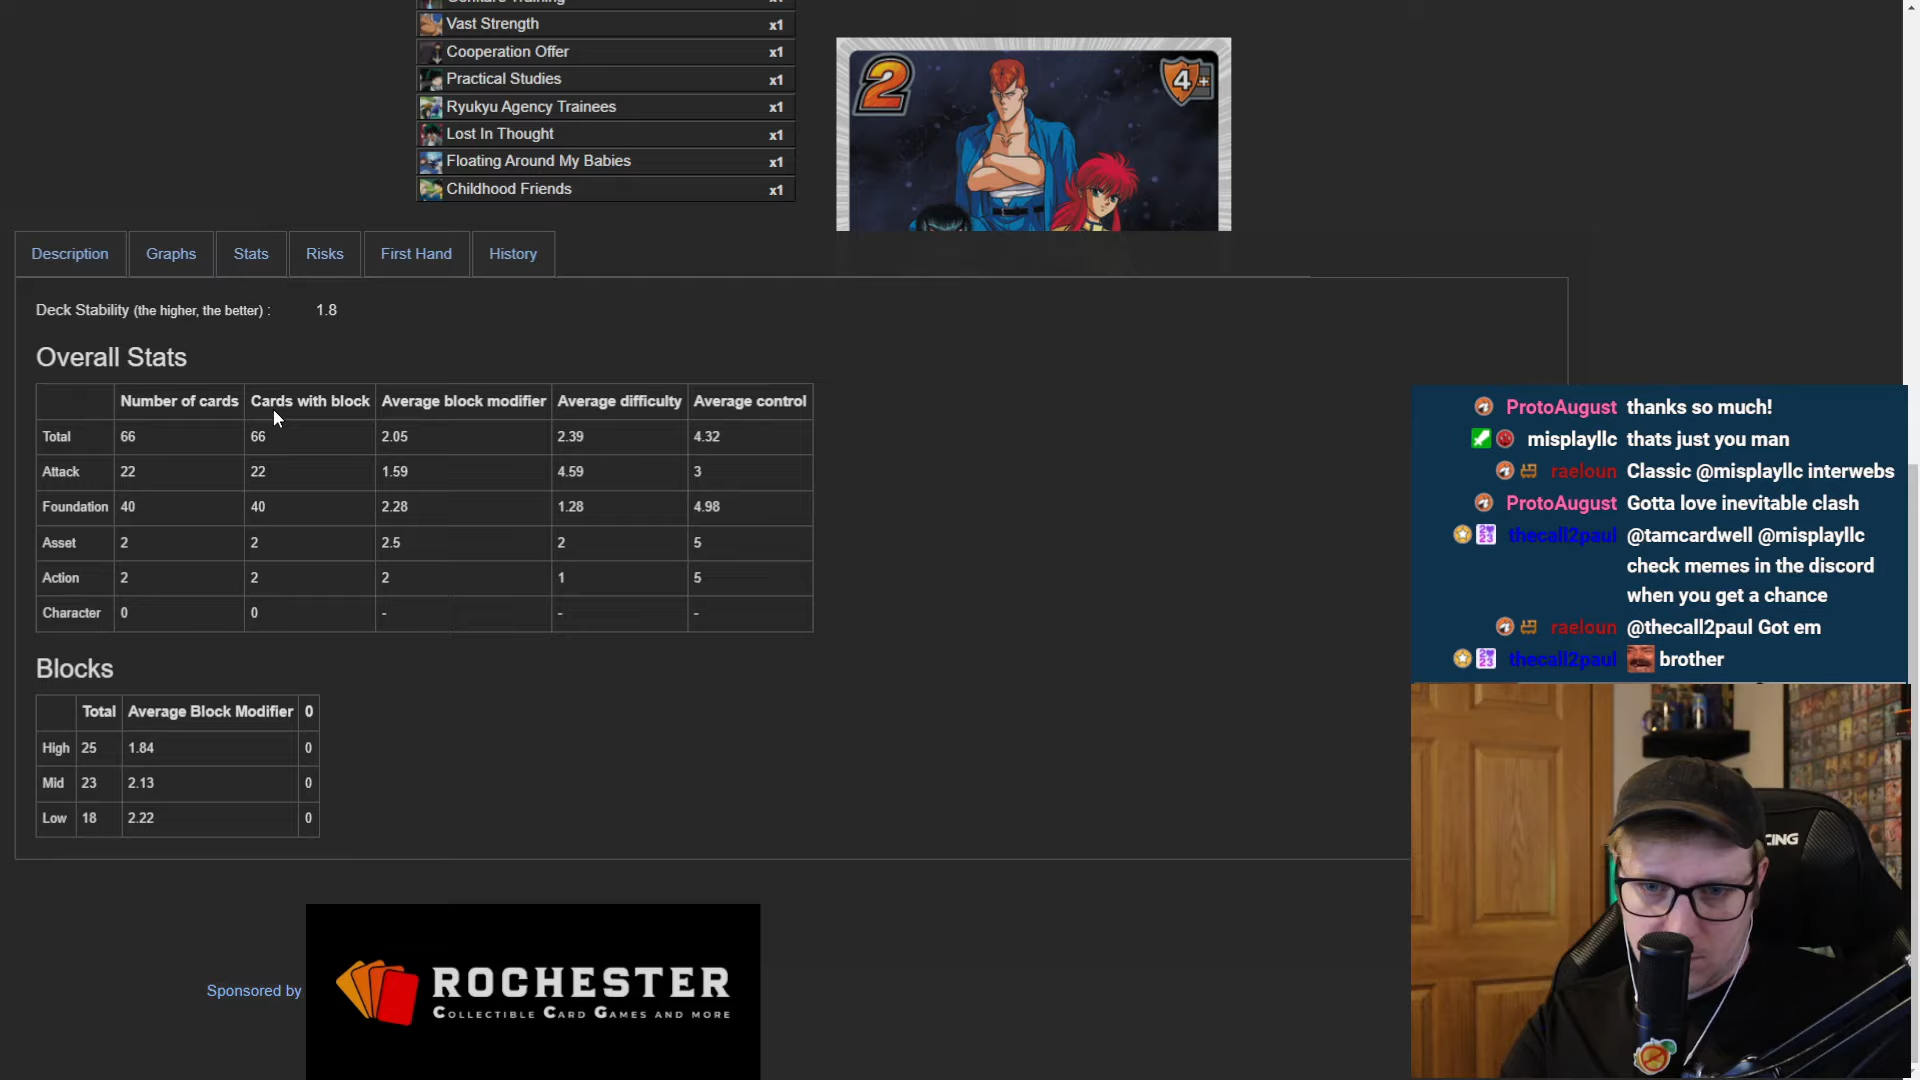 Vast Strength x1
Cooperation Offer x1
Practical Studies x1
Ryukyu Agency Trainees x1
Lost In Thought x1
Floating Around My Babies x1
Childhood Friends x1
2
4
Description Graphs Stats Risks First Hand History
Deck Stability (the higher, the better) : 1.8
Overall Stats
Number of cards Cards with block Average block modifier Average difficulty Average control
Total 66 66 2.05 2.39 4.32
Attack 22 22 1.59 4.59 3
Foundation 40 40 2.28 1.28 4.98
Asset 2 2 2.5 2 5
Action 2 2 2 1 5
Character 0 0 - - -
Blocks
Total Average Block Modifier 0
High 25 1.84 0
Mid 23 2.13 0
Low 18 2.22 0
Sponsored by
ROCHESTER
COLLECTIBLE CARD GAMES AND MORE
ProtoAugust thanks so much!
misplayllc thats just you man
raeloun Classic @misplayllc interwebs
ProtoAugust Gotta love inevitable clash
thecall2paul @tamcardwell @misplayllc
check memes in the discord
when you get a chance
raeloun @thecall2paul Got em
thecall2paul brother
CING